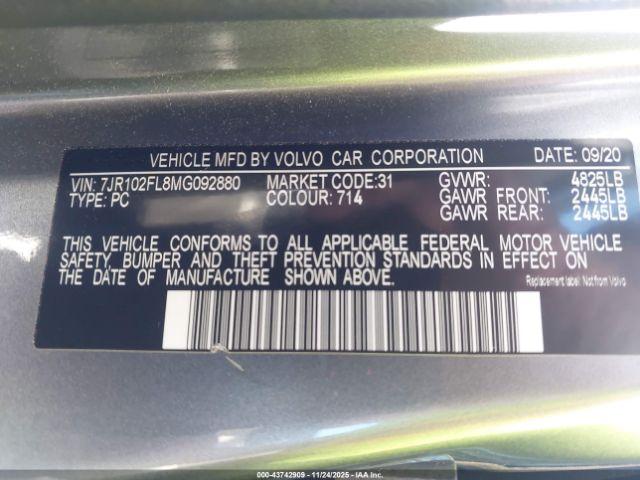 VEHICLE MFD BY VOLVO CAR CORPORATION DATE: 09/20
VIN: 7JR102FL8MG092880 MARKET CODE:31 GVWR: 4825LB
TYPE: PC COLOUR: 714 GAWR FRONT: 2445LB
GAWR REAR: 2445LB
THIS VEHICLE CONFORMS TO ALL APPLICABLE FEDERAL MOTOR VEHICLE
SAFETY, BUMPER AND THEFT PREVENTION STANDARDS IN EFFECT ON
THE DATE OF MANUFACTURE SHOWN ABOVE.
Replacement label: Not from Volvo
000-43742909 - 11/24/2025 - IAAI.CA